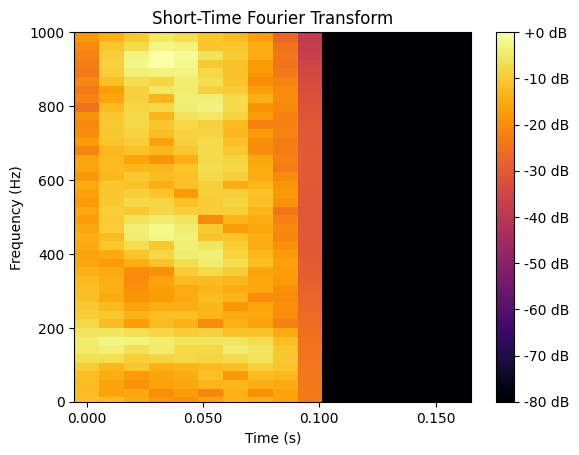 Short-Time Fourier Transform
1000
800
600
400
200
0
Frequency (Hz)
0.000
0.050
0.100
0.150
Time (s)
+0 dB
-10 dB
-20 dB
-30 dB
-40 dB
-50 dB
-60 dB
-70 dB
-80 dB